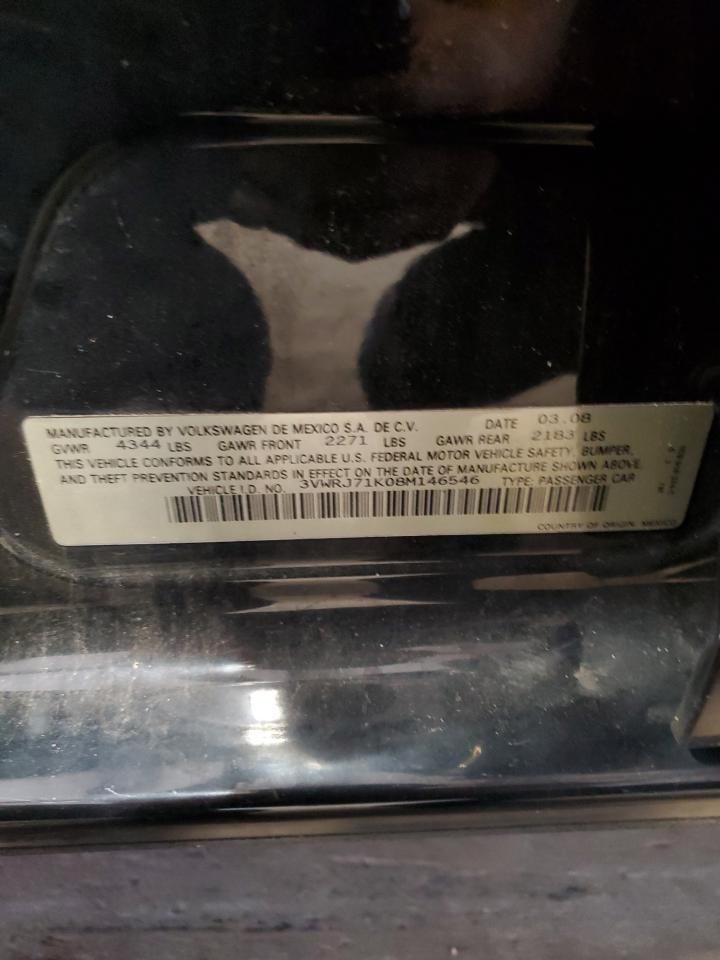 MANUFACTURED BY VOLKSWAGEN DE MEXICO S.A. DE C.V. DATE 03.08
GVWR 4344 LBS GAWR FRONT 2271 LBS GAWR REAR 2183 LBS
THIS VEHICLE CONFORMS TO ALL APPLICABLE U.S. FEDERAL MOTOR VEHICLE SAFETY, BUMPER,
AND THEFT PREVENTION STANDARDS IN EFFECT ON THE DATE OF MANUFACTURE SHOWN ABOVE.
VEHICLE I.D. NO. 3VWRJ71K08M146546 TYPE: PASSENGER CAR
COUNTRY OF ORIGIN, MEXICO